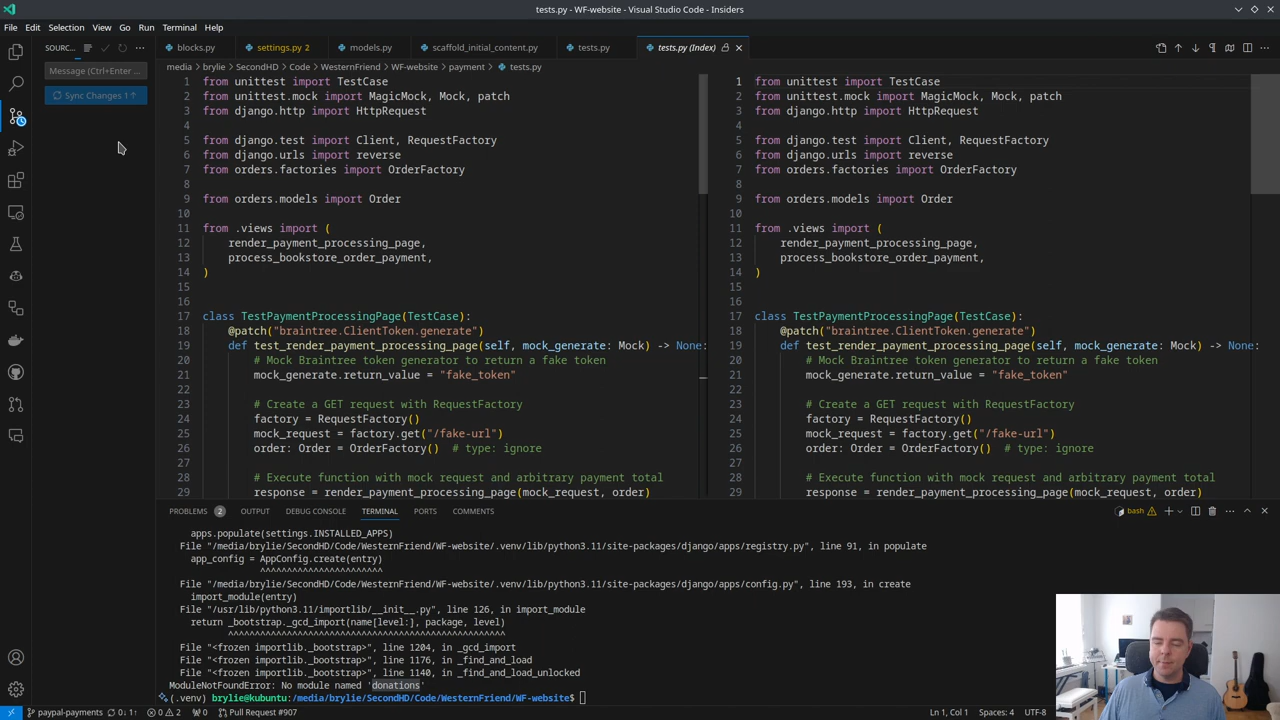 tests.py - WF-website - Visual Studio Code - Insiders
File Edit Selection View Go Run Terminal Help
SOURC...
blocks.py settings.py 2 models.py scaffold_initial_content.py tests.py tests.py (Index)
Message (Ctrl+Enter ...
Sync Changes 1↑
media > brylie > SecondHD > Code > WesternFriend > WF-website > payment > tests.py
1 from unittest import TestCase
2 from unittest.mock import MagicMock, Mock, patch
3 from django.http import HttpRequest
4
5 from django.test import Client, RequestFactory
6 from django.urls import reverse
7 from orders.factories import OrderFactory
8
9 from orders.models import Order
10
11 from .views import (
12 render_payment_processing_page,
13 process_bookstore_order_payment,
14 )
15
16
17 class TestPaymentProcessingPage(TestCase):
18 @patch("braintree.ClientToken.generate")
19 def test_render_payment_processing_page(self, mock_generate: Mock) -> None:
20 # Mock Braintree token generator to return a fake token
21 mock_generate.return_value = "fake_token"
22
23 # Create a GET request with RequestFactory
24 factory = RequestFactory()
25 mock_request = factory.get("/fake-url")
26 order: Order = OrderFactory()  # type: ignore
27
28 # Execute function with mock request and arbitrary payment total
29 response = render_payment_processing_page(mock_request, order)
1 from unittest import TestCase
2 from unittest.mock import MagicMock, Mock, patch
3 from django.http import HttpRequest
4
5 from django.test import Client, RequestFactory
6 from django.urls import reverse
7 from orders.factories import OrderFactory
8
9 from orders.models import Order
10
11 from .views import (
12 render_payment_processing_page,
13 process_bookstore_order_payment,
14 )
15
16
17 class TestPaymentProcessingPage(TestCase):
18 @patch("braintree.ClientToken.generate")
19 def test_render_payment_processing_page(self, mock_generate: Mock) -> None:
20 # Mock Braintree token generator to return a fake token
21 mock_generate.return_value = "fake_token"
22
23 # Create a GET request with RequestFactory
24 factory = RequestFactory()
25 mock_request = factory.get("/fake-url")
26 order: Order = OrderFactory()  # type: ignore
27
28 # Execute function with mock request and arbitrary payment total
29 response = render_payment_processing_page(mock_request, order)
PROBLEMS 2 OUTPUT DEBUG CONSOLE TERMINAL PORTS COMMENTS
bash
apps.populate(settings.INSTALLED_APPS)
File "/media/brylie/SecondHD/Code/WesternFriend/WF-website/.venv/lib/python3.11/site-packages/django/apps/registry.py", line 91, in populate
app_config = AppConfig.create(entry)
^^^^^^^^^^^^^^^^^^^^^^^
File "/media/brylie/SecondHD/Code/WesternFriend/WF-website/.venv/lib/python3.11/site-packages/django/apps/config.py", line 193, in create
import_module(entry)
File "/usr/lib/python3.11/importlib/__init__.py", line 126, in import_module
return _bootstrap._gcd_import(name[level:], package, level)
^^^^^^^^^^^^^^^^^^^^^^^^^^^^^^^^^^^^^^^^^^^^^^^^^^^^
File "<frozen importlib._bootstrap>", line 1204, in _gcd_import
File "<frozen importlib._bootstrap>", line 1176, in _find_and_load
File "<frozen importlib._bootstrap>", line 1140, in _find_and_load_unlocked
ModuleNotFoundError: No module named 'donations'
(.venv) brylie@kubuntu:/media/brylie/SecondHD/Code/WesternFriend/WF-website$
paypal-payments 0↓ 1↑ 0 2 0 Pull Request #907 Ln 1, Col 1 Spaces: 4 UTF-8